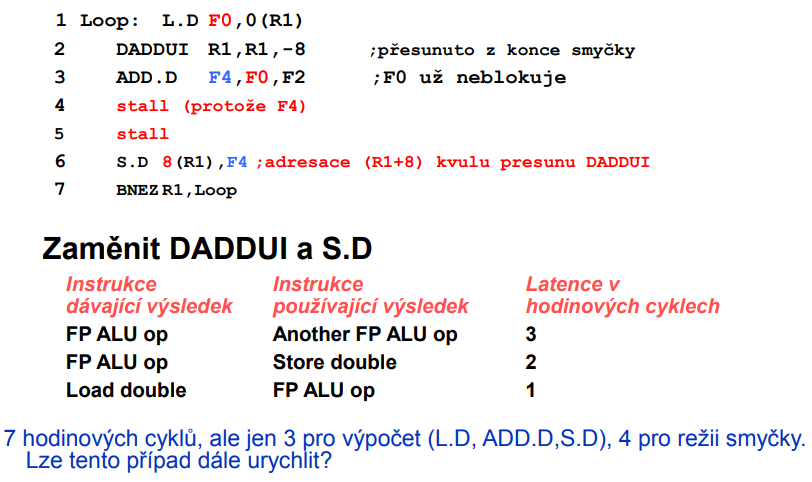 1 Loop: L.D F0,0(R1)
2 DADDUI R1,R1,-8 ;přesunuto z konce smyčky
3 ADD.D F4,F0,F2 ;F0 už neblokuje
4 stall (protože F4)
5 stall
6 S.D 8(R1),F4 ;adresace (R1+8) kvulu presunu DADDUI
7 BNEZ R1,Loop
Zaměnit DADDUI a S.D
Instrukce Instrukce Latence v
dávající výsledek používající výsledek hodinových cyklech
FP ALU op Another FP ALU op 3
FP ALU op Store double 2
Load double FP ALU op 1
7 hodinových cyklů, ale jen 3 pro výpočet (L.D, ADD.D,S.D), 4 pro režii smyčky.
Lze tento případ dále urychlit?